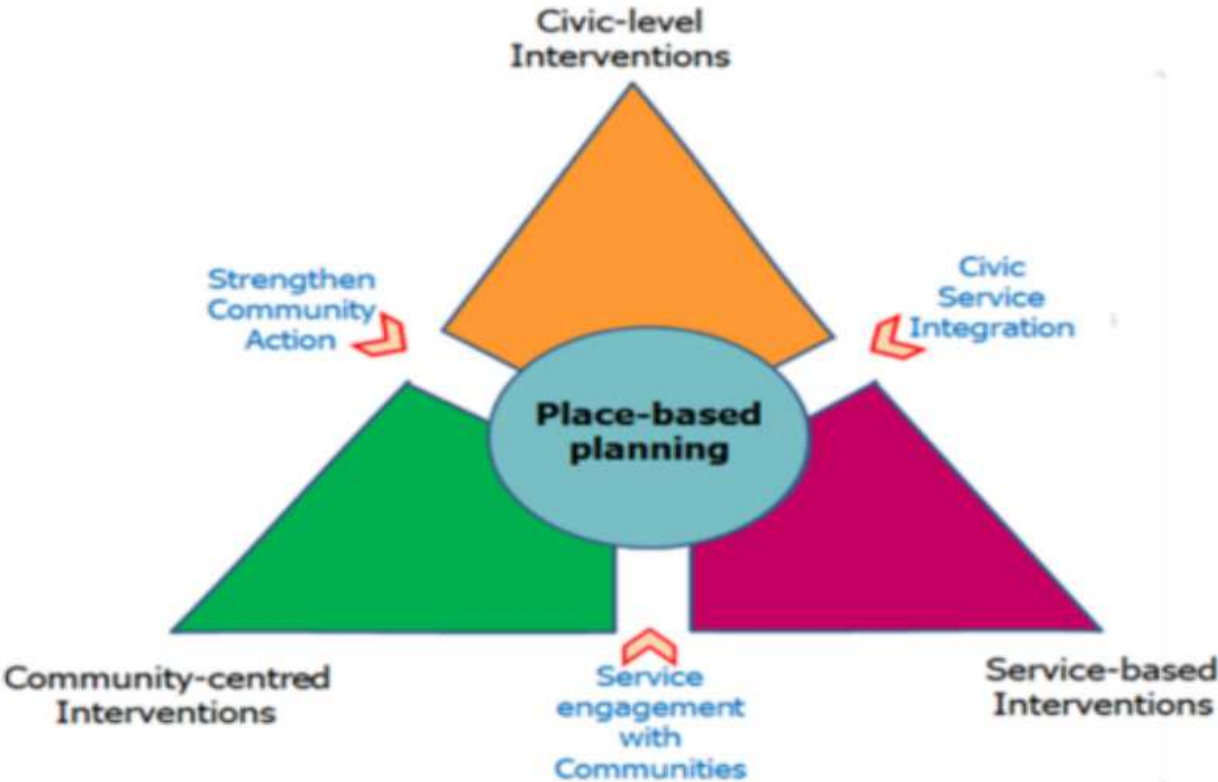 Civic-level
Interventions
Strengthen
Community
Action
Civic
Service
Integration
Place-based
planning
Community-centred
Interventions
Service
engagement
with
Communities
Service-based
Interventions